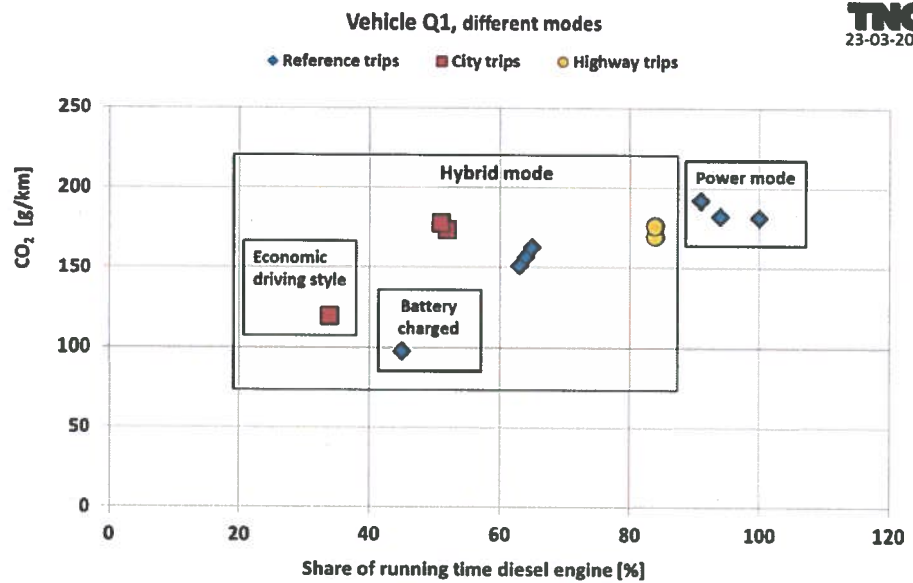 Vehicle Q1, different modes
TNO
23-03-20
Reference trips
City trips
Highway trips
250
200
150
100
50
0
CO₂ [g/km]
Hybrid mode
Power mode
Economic
driving style
Battery
charged
0
20
40
60
80
100
120
Share of running time diesel engine [%]